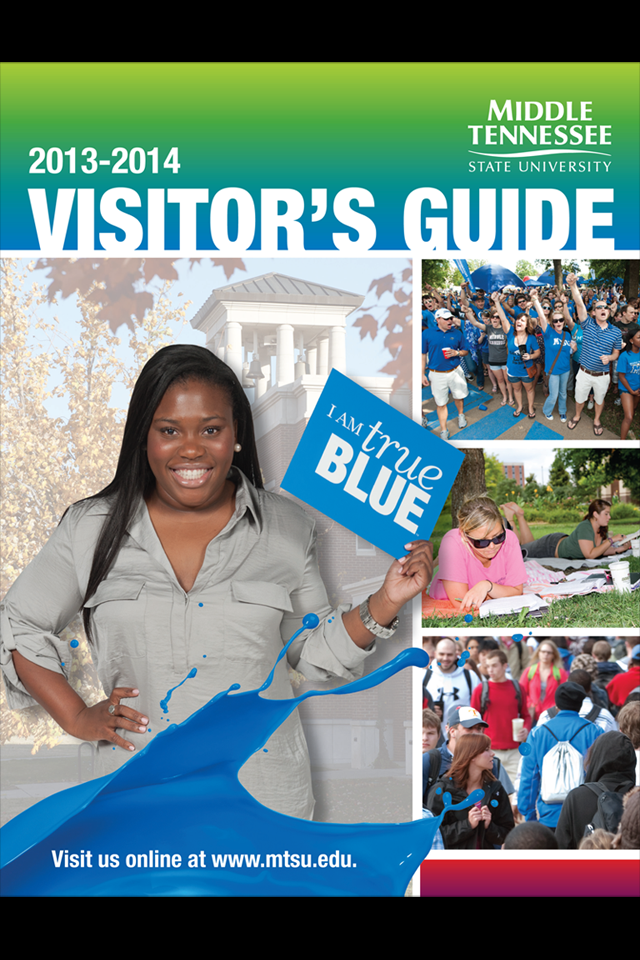 MIDDLE
TENNESSEE
STATE UNIVERSITY
2013-2014
VISITOR'S GUIDE
I AM true
BLUE
Visit us online at www.mtsu.edu.